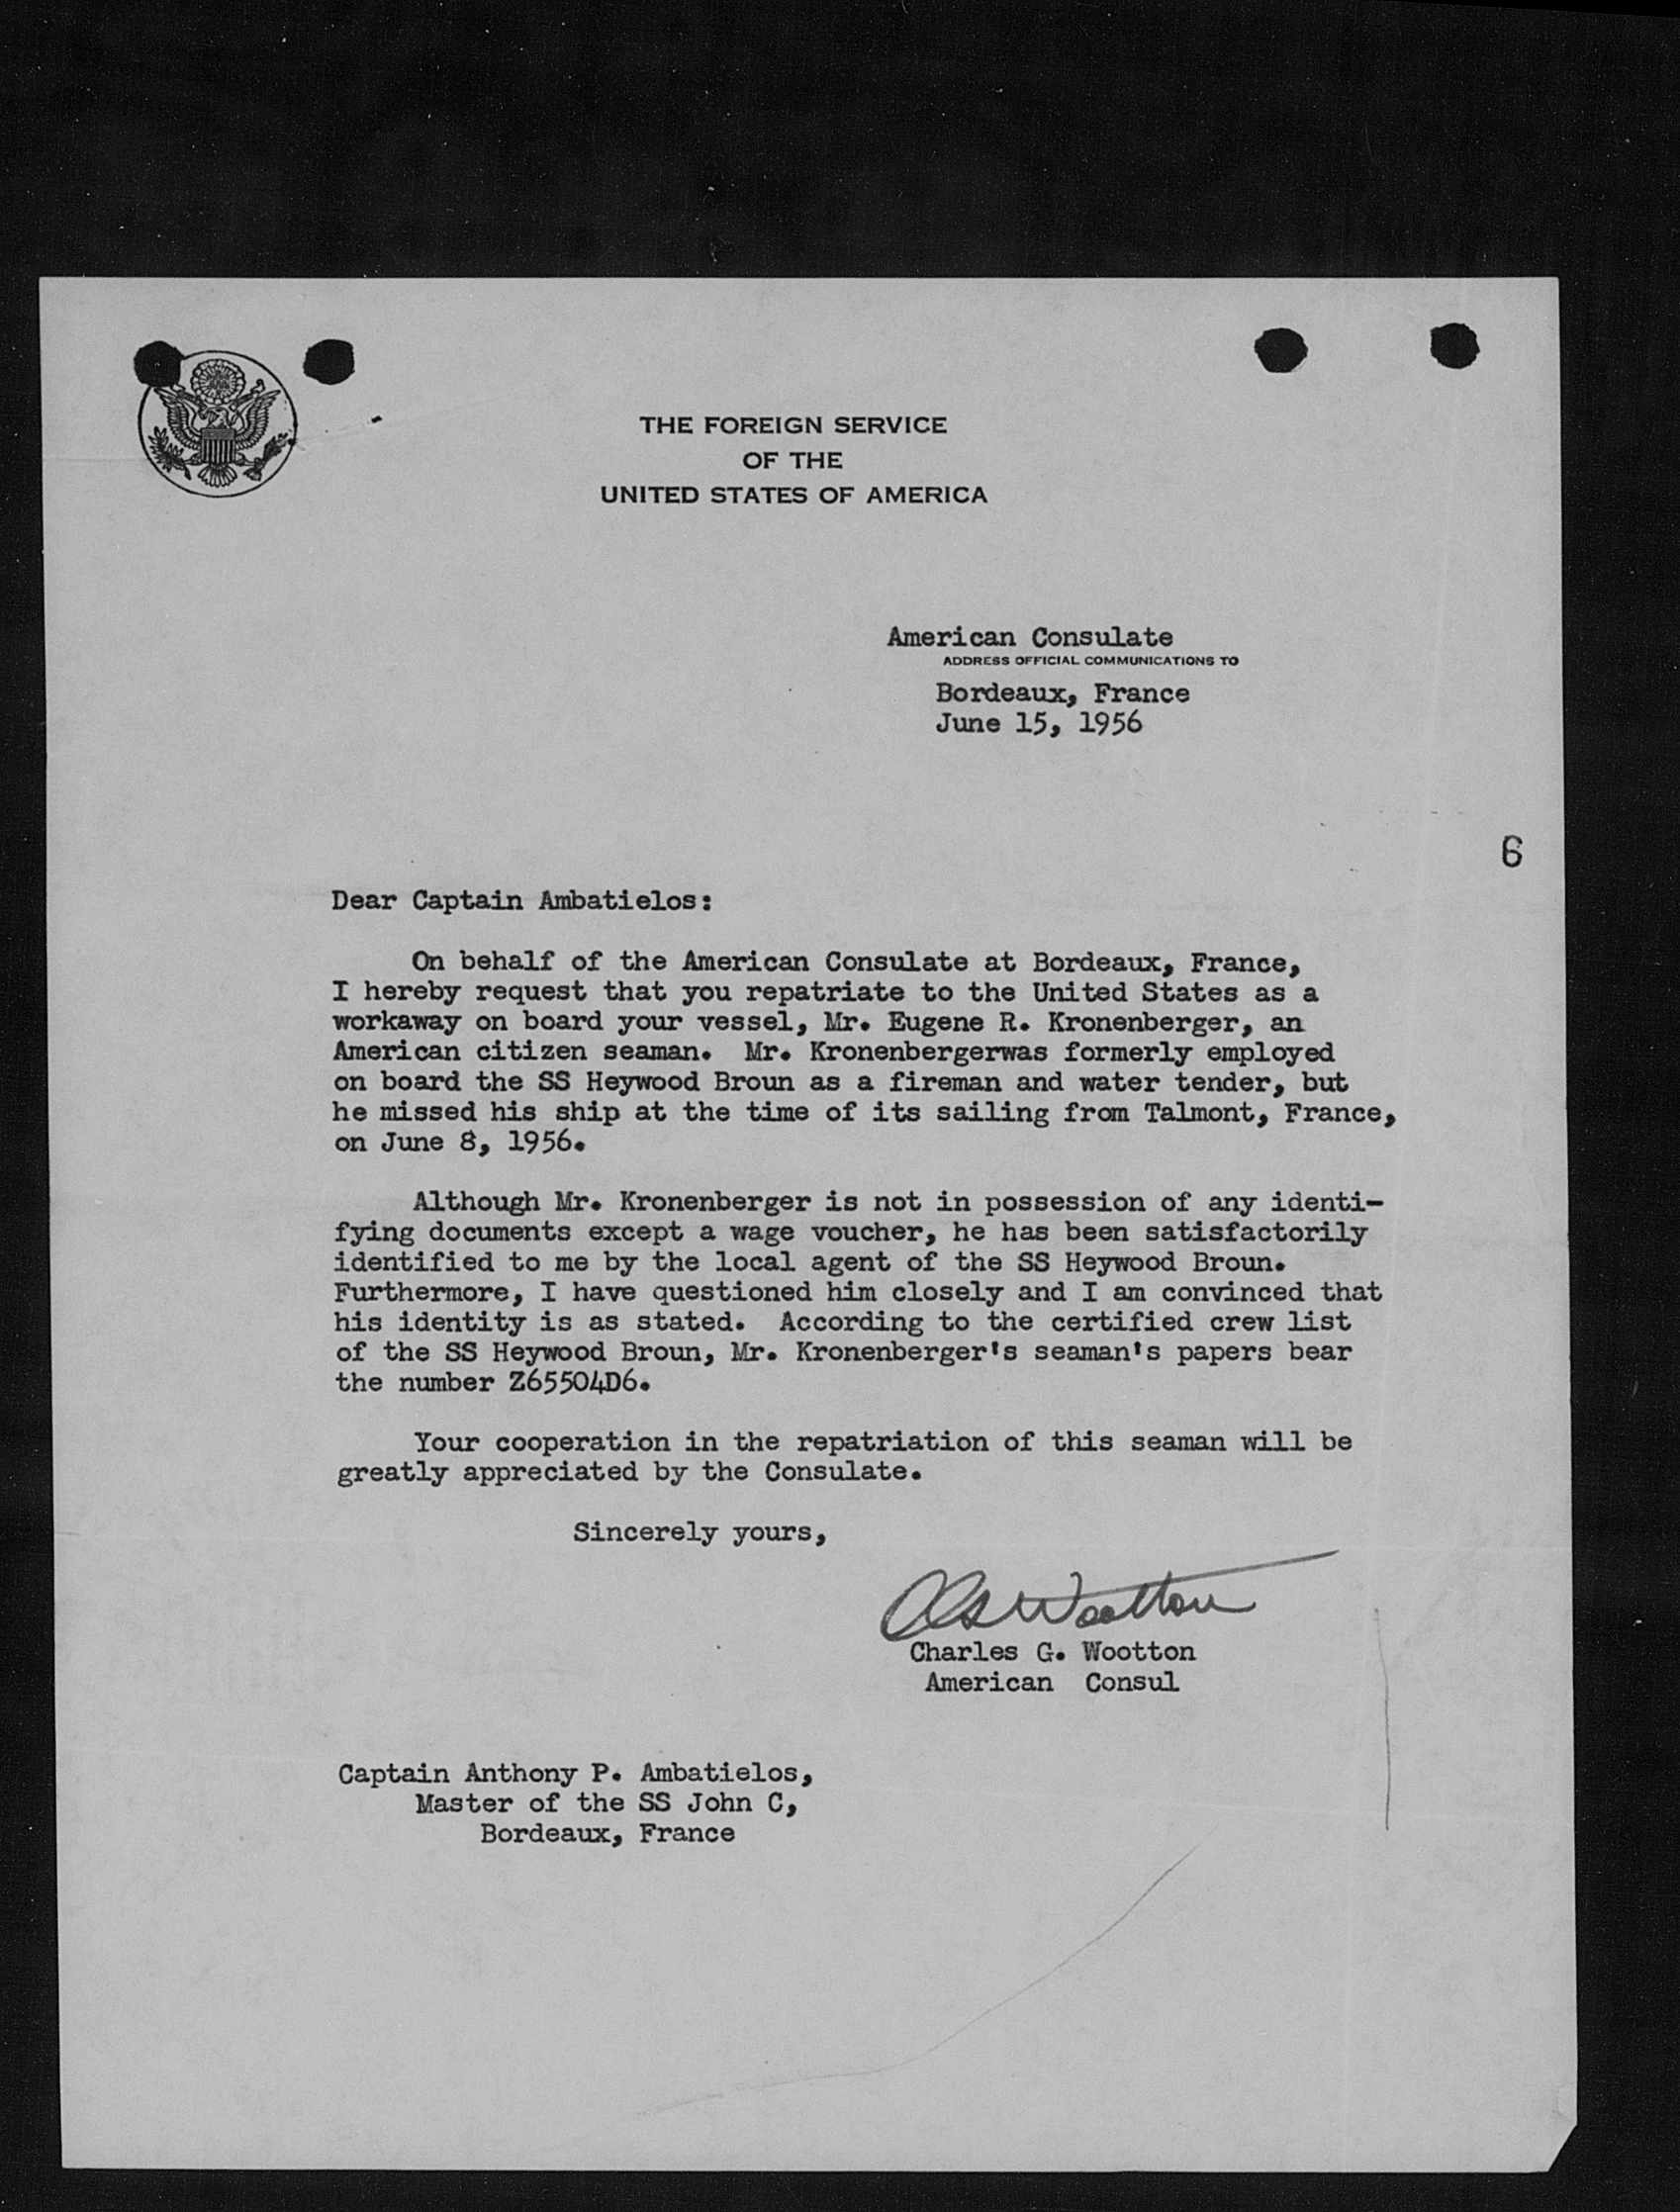 THE FOREIGN SERVICE
OF THE
UNITED STATES OF AMERICA
American Consulate
ADDRESS OFFICIAL COMMUNICATIONS TO
Bordeaux, France
June 15, 1956
6
Dear Captain Ambatielos:
On behalf of the American Consulate at Bordeaux, France,
I hereby request that you repatriate to the United States as a
workaway on board your vessel, Mr. Eugene R. Kronenberger, an
American citizen seaman. Mr. Kronenbergerwas formerly employed
on board the SS Heywood Broun as a fireman and water tender, but
he missed his ship at the time of its sailing from Talmont, France,
on June 8, 1956.
Although Mr. Kronenberger is not in possession of any identi-
fying documents except a wage voucher, he has been satisfactorily
identified to me by the local agent of the SS Heywood Broun.
Furthermore, I have questioned him closely and I am convinced that
his identity is as stated. According to the certified crew list
of the SS Heywood Broun, Mr. Kronenberger's seaman's papers bear
the number Z65504D6.
Your cooperation in the repatriation of this seaman will be
greatly appreciated by the Consulate.
Sincerely yours,
CGWootton
Charles G. Wootton
American Consul
Captain Anthony P. Ambatielos,
Master of the SS John C,
Bordeaux, France